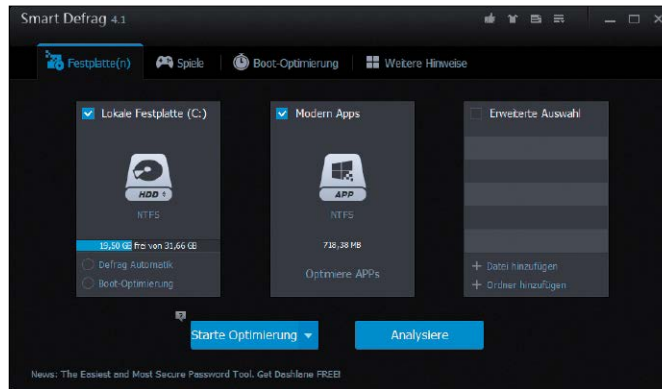 Smart Defrag 4.1
Festplatte(n)
Spiele
Boot-Optimierung
Weitere Hinweise
Lokale Festplatte (C:)
HDD
NTFS
19,50 GB frei von 31,66 GB
Defrag Automatik
Boot-Optimierung
Modern Apps
APP
NTFS
718,38 MB
Optimiere APPs
Erweiterte Auswahl
+ Datei hinzufügen
+ Ordner hinzufügen
?
Starte Optimierung
Analysiere
News: The Easiest and Most Secure Password Tool. Get Dashlane FREE!